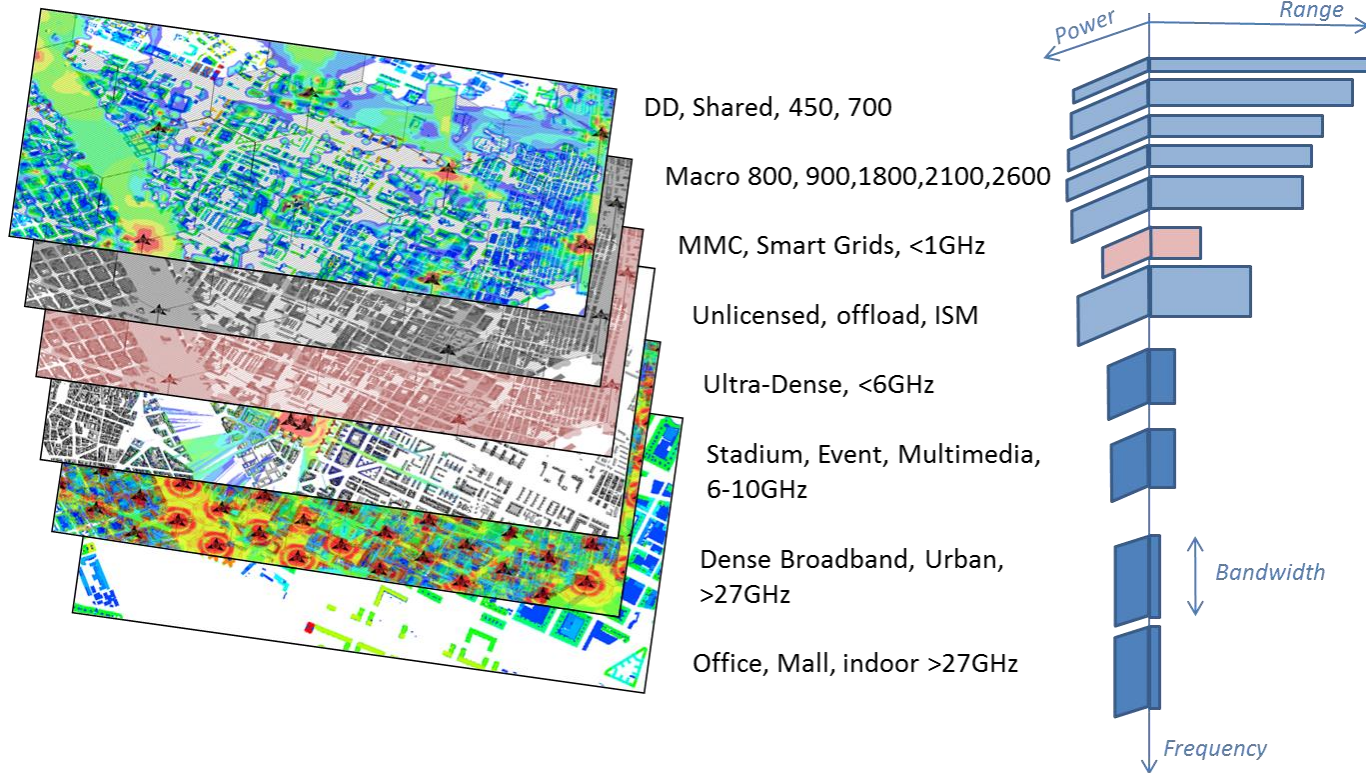 Power
Range
DD, Shared, 450, 700
Macro 800, 900,1800,2100,2600
MMC, Smart Grids, <1GHz
Unlicensed, offload, ISM
Ultra-Dense, <6GHz
Stadium, Event, Multimedia,
6-10GHz
Dense Broadband, Urban,
>27GHz
Bandwidth
Office, Mall, indoor >27GHz
Frequency